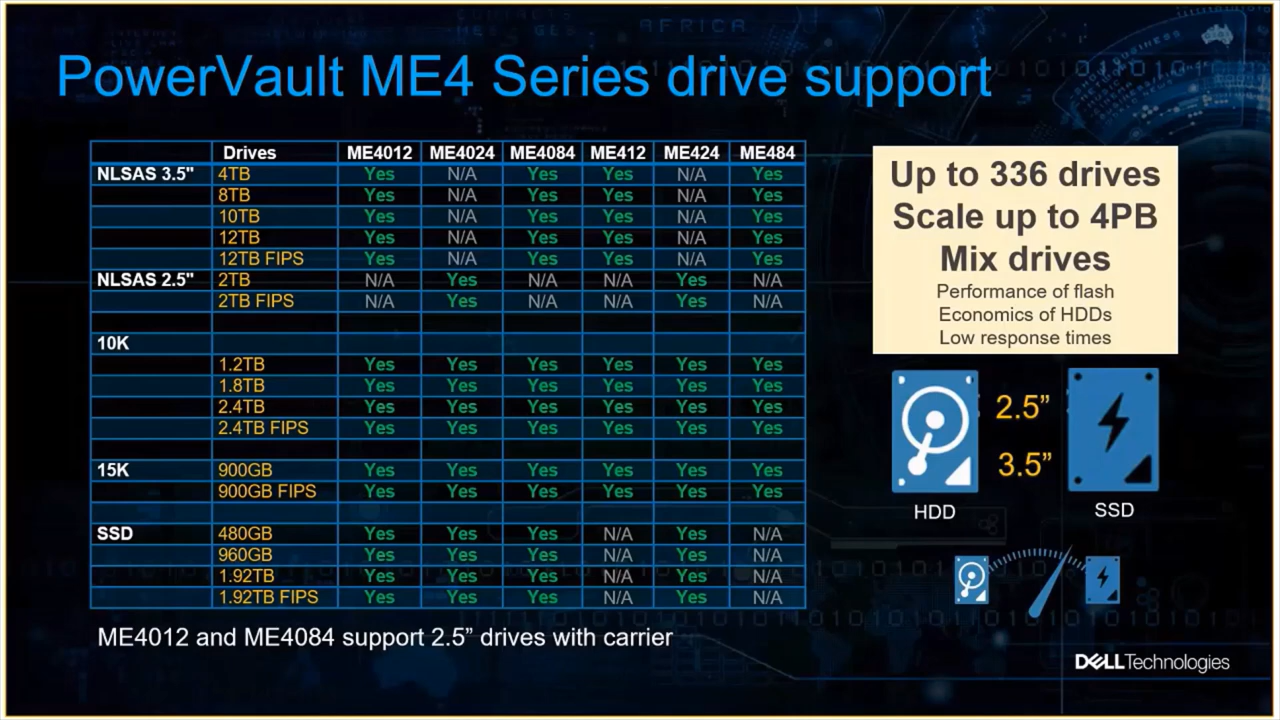 PowerVault ME4 Series drive support
Drives ME4012 ME4024 ME4084 ME412 ME424 ME484
NLSAS 3.5" 4TB Yes N/A Yes Yes N/A Yes
8TB Yes N/A Yes Yes N/A Yes
10TB Yes N/A Yes Yes N/A Yes
12TB Yes N/A Yes Yes N/A Yes
12TB FIPS Yes N/A Yes Yes N/A Yes
NLSAS 2.5" 2TB N/A Yes N/A N/A Yes N/A
2TB FIPS N/A Yes N/A N/A Yes N/A
10K
1.2TB Yes Yes Yes Yes Yes Yes
1.8TB Yes Yes Yes Yes Yes Yes
2.4TB Yes Yes Yes Yes Yes Yes
2.4TB FIPS Yes Yes Yes Yes Yes Yes
15K 900GB Yes Yes Yes Yes Yes Yes
900GB FIPS Yes Yes Yes Yes Yes Yes
SSD 480GB Yes Yes Yes N/A Yes N/A
960GB Yes Yes Yes N/A Yes N/A
1.92TB Yes Yes Yes N/A Yes N/A
1.92TB FIPS Yes Yes Yes N/A Yes N/A
ME4012 and ME4084 support 2.5” drives with carrier
Up to 336 drives
Scale up to 4PB
Mix drives
Performance of flash
Economics of HDDs
Low response times
2.5”
3.5”
HDD
SSD
DELLTechnologies
AFRICA
BUSINESS